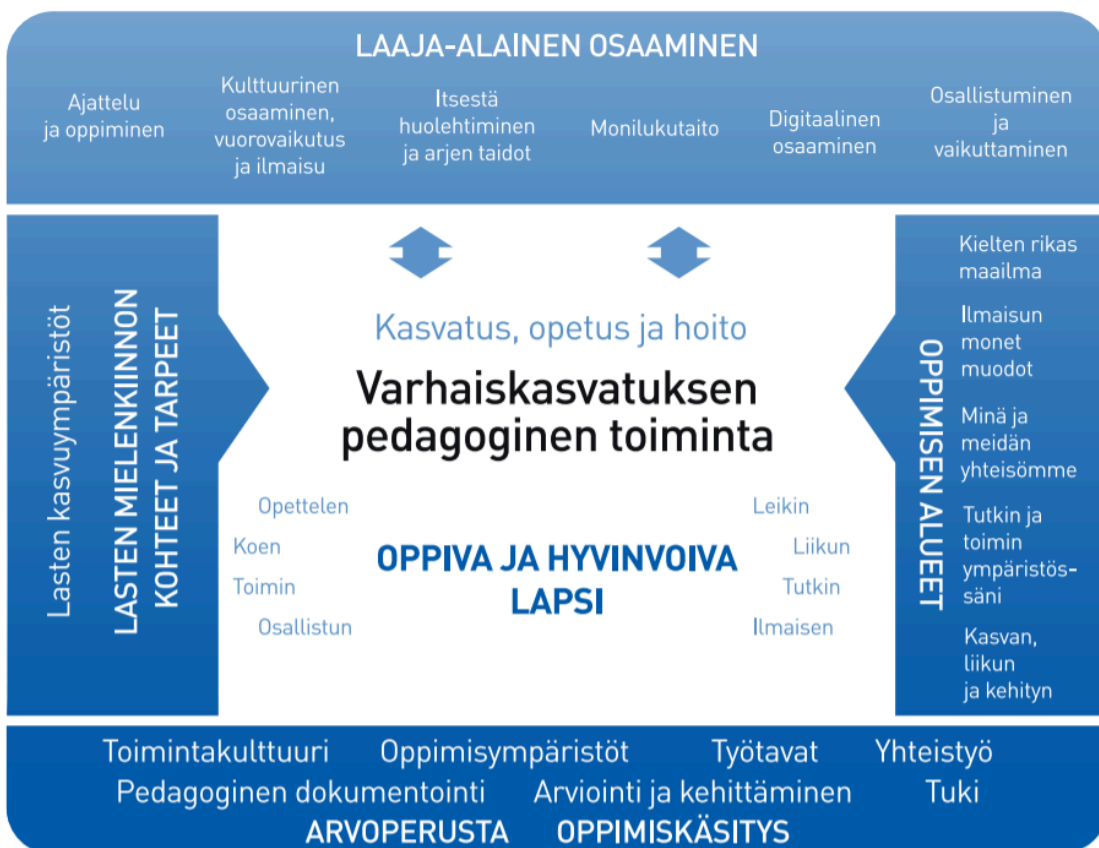 LAAJA-ALAINEN OSAAMINEN
Ajattelu
ja oppiminen
Kulttuurinen
osaaminen,
vuorovaikutus
ja ilmaisu
Itsestä
huolehtiminen
ja arjen taidot
Monilukutaito
Digitaalinen
osaaminen
Osallistuminen
ja
vaikuttaminen
Lasten kasvuympäristöt
LASTEN MIELENKIINNON
KOHTEET JA TARPEET
Kasvatus, opetus ja hoito
Varhaiskasvatuksen
pedagoginen toiminta
Opettelen
Koen
Toimin
Osallistun
OPPIVA JA HYVINVOIVA
LAPSI
Leikin
Liikun
Tutkin
Ilmaisen
OPPIMISEN ALUEET
Kielten rikas
maailma
Ilmaisun
monet
muodot
Minä ja
meidän
yhteisömme
Tutkin ja
toimin
ympäristös-
säni
Kasvan,
liikun
ja kehityn
Toimintakulttuuri Oppimisympäristöt Työtavat Yhteistyö
Pedagoginen dokumentointi Arviointi ja kehittäminen Tuki
ARVOPERUSTA OPPIMISKÄSITYS